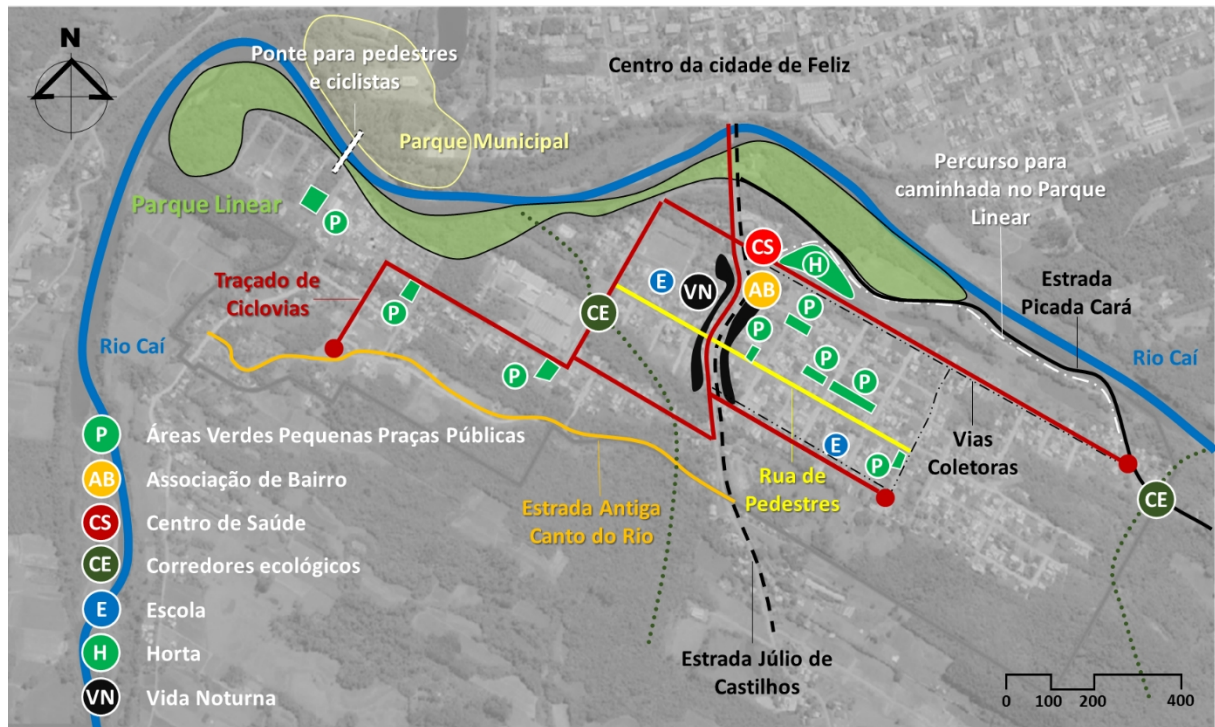 N
Ponte para pedestres
e ciclistas
Centro da cidade de Feliz
Parque Municipal
Percurso para
caminhada no Parque
Linear
Parque Linear
P
CS
H
Traçado de
Ciclovias
E
VN
AB
Estrada
Picada Cará
P
CE
P
P
Rio Caí
Rio Caí
P
P
P
P
Áreas Verdes Pequenas Praças Públicas
E
Vias
Coletoras
P
AB
Associação de Bairro
Rua de
Pedestres
CE
Estrada Antiga
Canto do Rio
CS
Centro de Saúde
CE
Corredores ecológicos
E
Escola
H
Horta
Estrada Júlio de
Castilhos
VN
Vida Noturna
0 100 200 400